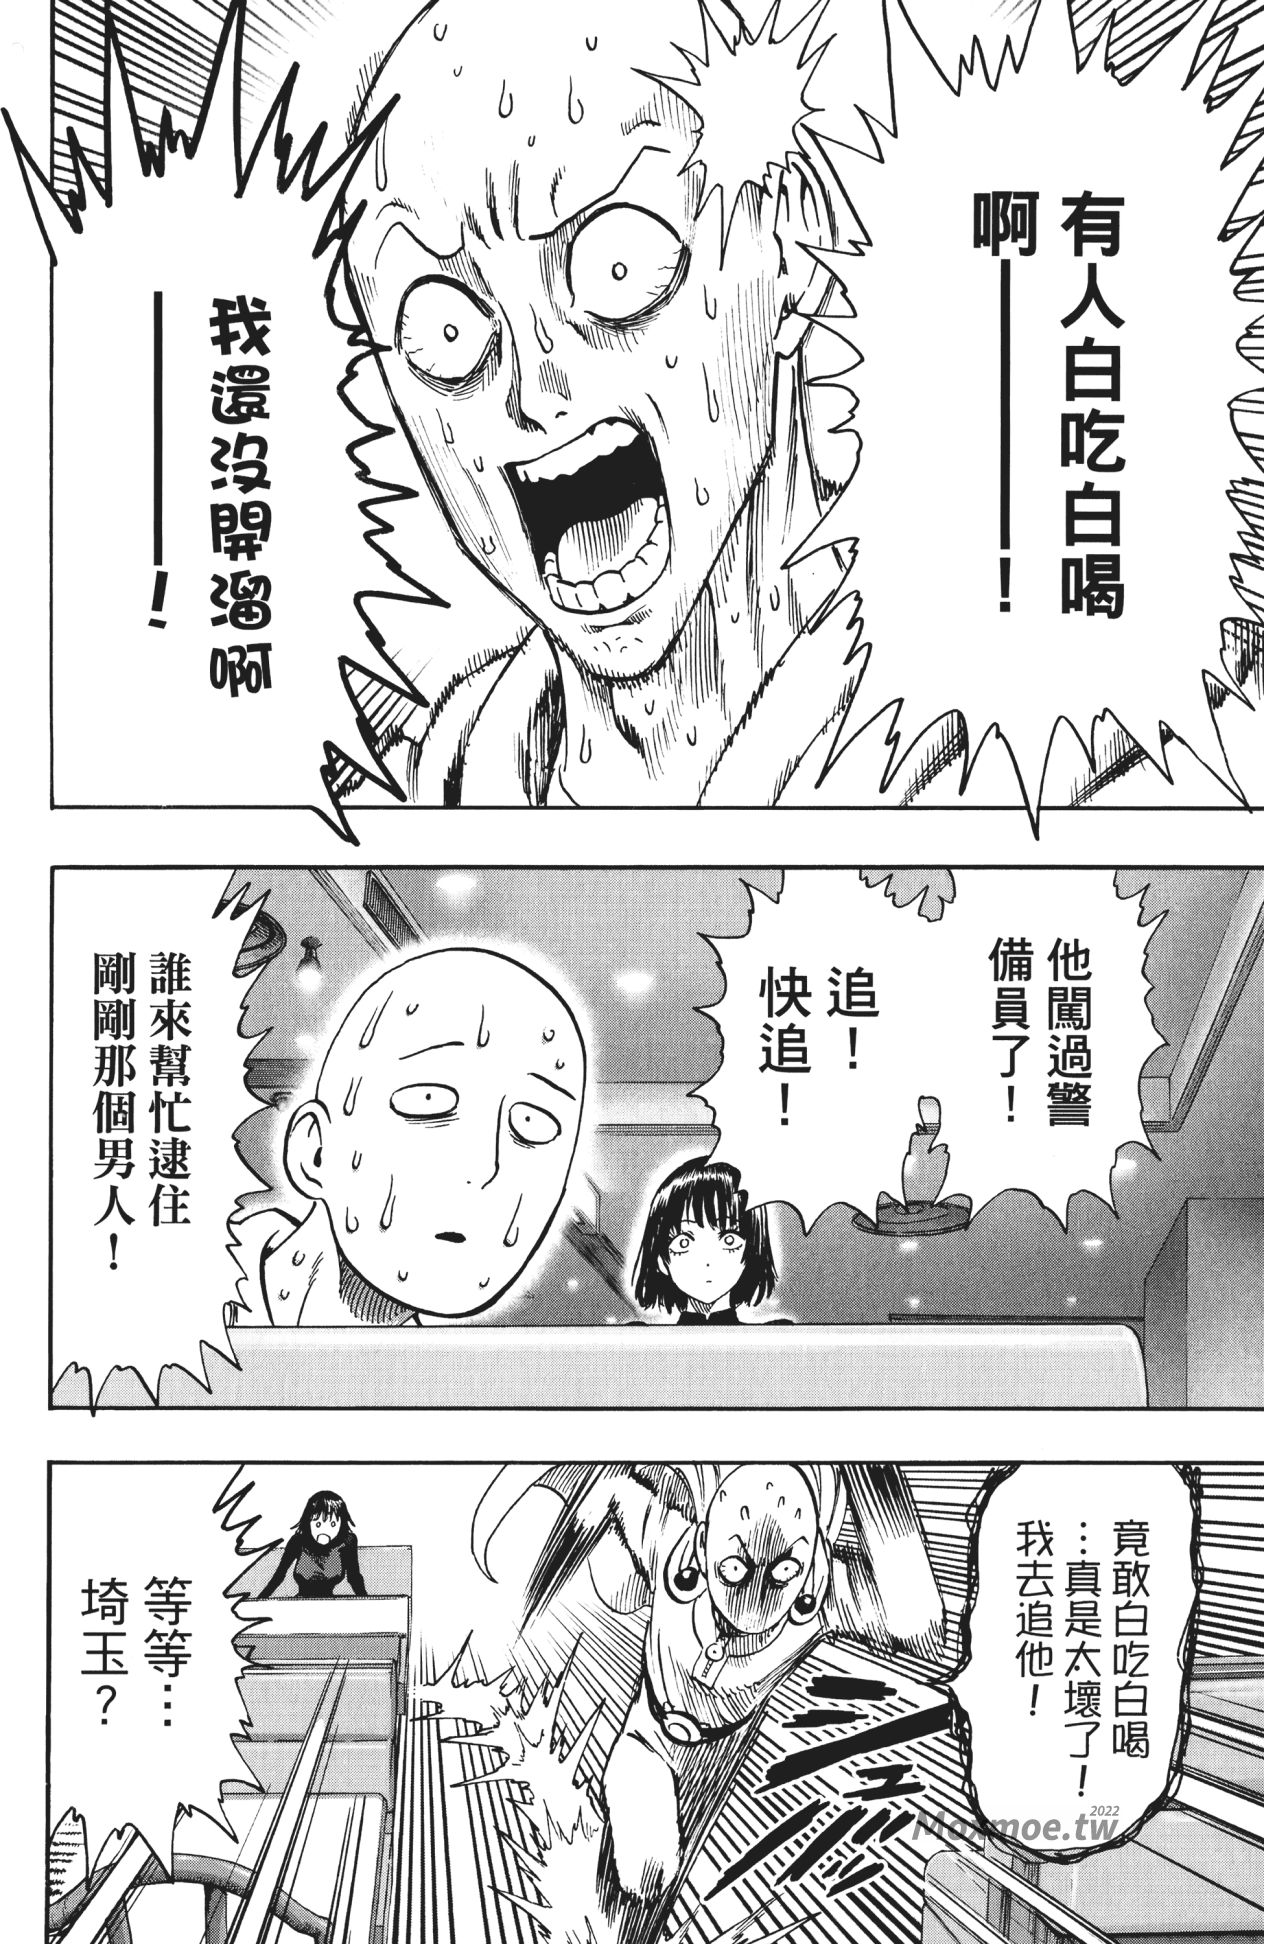 有人白吃白喝
啊——！
我還沒開溜啊
——！
他闖過警
備員了！
追！
快追！
誰來幫忙逮住
剛剛那個男人！
竟敢白吃白喝
…真是太壞了！
我去追他！
等等…
埼玉？
2022
Moxmoe.tw